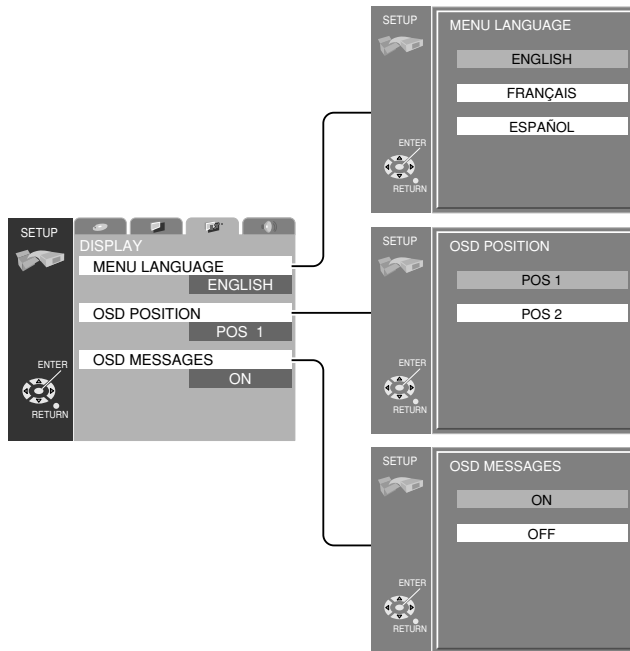 SETUP
DISPLAY
MENU LANGUAGE
ENGLISH
OSD POSITION
POS 1
OSD MESSAGES
ON
ENTER
RETURN
SETUP
MENU LANGUAGE
ENGLISH
FRANÇAIS
ESPAÑOL
ENTER
RETURN
SETUP
OSD POSITION
POS 1
POS 2
ENTER
RETURN
SETUP
OSD MESSAGES
ON
OFF
ENTER
RETURN